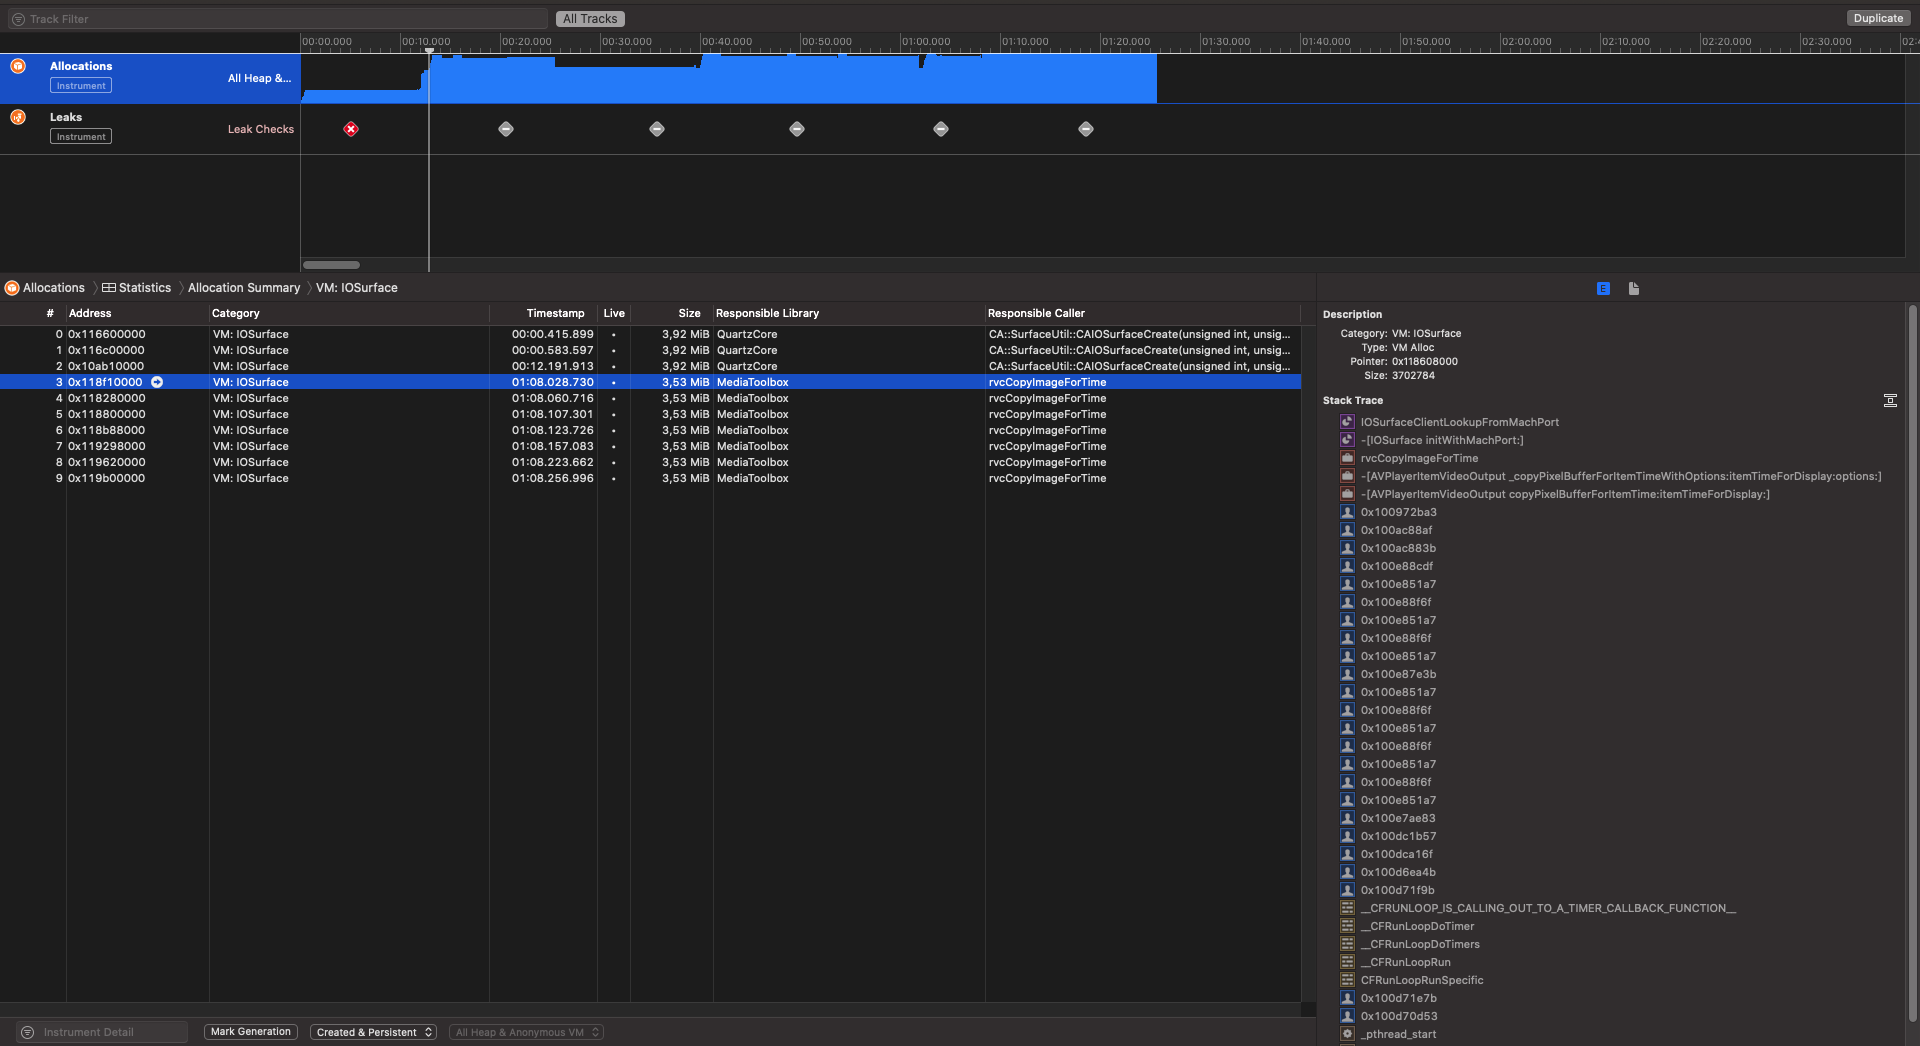 Track Filter
All Tracks
Duplicate
00:00.000 00:10.000 00:20.000 00:30.000 00:40.000 00:50.000 01:00.000 01:10.000 01:20.000 01:30.000 01:40.000 01:50.000 02:00.000 02:10.000 02:20.000 02:30.000
Allocations
Instrument
All Heap &...
Leaks
Instrument
Leak Checks
Allocations Statistics Allocation Summary VM: IOSurface
# Address Category Timestamp Live Size Responsible Library Responsible Caller
0 0x116600000 VM: IOSurface 00:00.415.899 • 3,92 MiB QuartzCore CA::SurfaceUtil::CAIOSurfaceCreate(unsigned int, unsig...
1 0x116c00000 VM: IOSurface 00:00.583.597 • 3,92 MiB QuartzCore CA::SurfaceUtil::CAIOSurfaceCreate(unsigned int, unsig...
2 0x10ab10000 VM: IOSurface 00:12.191.913 • 3,92 MiB QuartzCore CA::SurfaceUtil::CAIOSurfaceCreate(unsigned int, unsig...
3 0x118f10000 VM: IOSurface 01:08.028.730 • 3,53 MiB MediaToolbox rvcCopyImageForTime
4 0x118280000 VM: IOSurface 01:08.060.716 • 3,53 MiB MediaToolbox rvcCopyImageForTime
5 0x118800000 VM: IOSurface 01:08.107.301 • 3,53 MiB MediaToolbox rvcCopyImageForTime
6 0x118b88000 VM: IOSurface 01:08.123.726 • 3,53 MiB MediaToolbox rvcCopyImageForTime
7 0x119298000 VM: IOSurface 01:08.157.083 • 3,53 MiB MediaToolbox rvcCopyImageForTime
8 0x119620000 VM: IOSurface 01:08.223.662 • 3,53 MiB MediaToolbox rvcCopyImageForTime
9 0x119b00000 VM: IOSurface 01:08.256.996 • 3,53 MiB MediaToolbox rvcCopyImageForTime
Instrument Detail
Mark Generation
Created & Persistent
All Heap & Anonymous VM
E
Description
Category: VM: IOSurface
Type: VM Alloc
Pointer: 0x118608000
Size: 3702784
Stack Trace
IOSurfaceClientLookupFromMachPort
-[IOSurface initWithMachPort:]
rvcCopyImageForTime
-[AVPlayerItemVideoOutput _copyPixelBufferForItemTimeWithOptions:itemTimeForDisplay:options:]
-[AVPlayerItemVideoOutput copyPixelBufferForItemTime:itemTimeForDisplay:]
0x100972ba3
0x100ac88af
0x100ac883b
0x100e88cdf
0x100e851a7
0x100e88f6f
0x100e851a7
0x100e88f6f
0x100e851a7
0x100e87e3b
0x100e851a7
0x100e88f6f
0x100e851a7
0x100e88f6f
0x100e851a7
0x100e88f6f
0x100e851a7
0x100e7ae83
0x100dc1b57
0x100dca16f
0x100d6ea4b
0x100d71f9b
__CFRUNLOOP_IS_CALLING_OUT_TO_A_TIMER_CALLBACK_FUNCTION__
__CFRunLoopDoTimer
__CFRunLoopDoTimers
__CFRunLoopRun
CFRunLoopRunSpecific
0x100d71e7b
0x100d70d53
_pthread_start